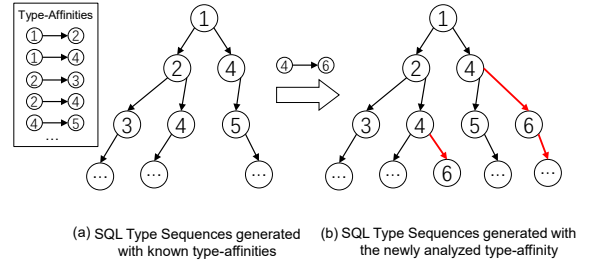 Type-Affinities
1 → 2
1 → 4
2 → 3
2 → 4
4 → 5
...
1
2 4
3 4 5
... ... ...
4 → 6
1
2 4
3 4 5 6
... ... 6 ... ...
(a) SQL Type Sequences generated
with known type-affinities
(b) SQL Type Sequences generated with
the newly analyzed type-affinity